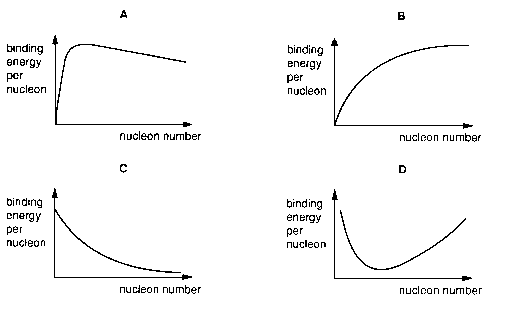 A
binding
energy
per
nucleon
nucleon number
B
binding
energy
per
nucleon
nucleon number
C
binding
energy
per
nucleon
nucleon number
D
binding
energy
per
nucleon
nucleon number